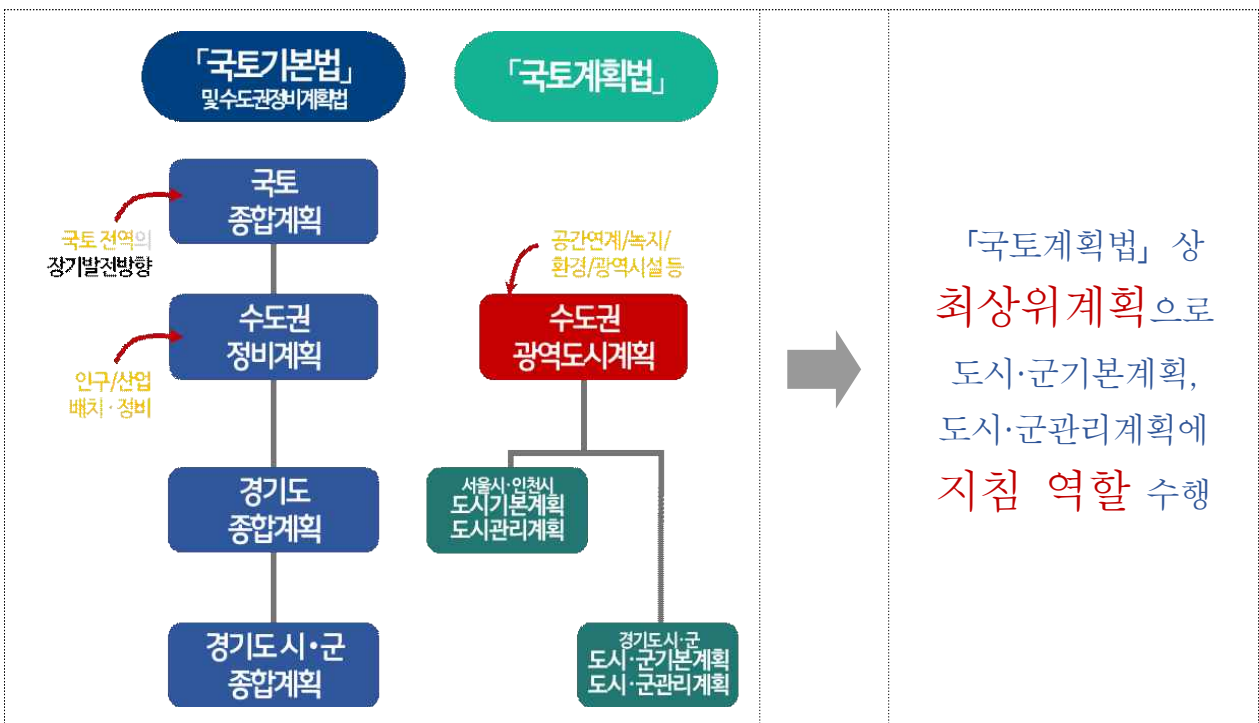 「국토기본법」
및 수도권정비계획법
「국토계획법」
국토
종합계획
국토 전역의
장기발전방향
수도권
정비계획
인구/산업
배치·정비
경기도
종합계획
경기도 시·군
종합계획
공간연계/녹지/
환경/광역시설 등
수도권
광역도시계획
서울시·인천시
도시기본계획
도시관리계획
경기도시·군
도시·군기본계획
도시·군관리계획
「국토계획법」 상
최상위계획으로
도시·군기본계획,
도시·군관리계획에
지침 역할 수행